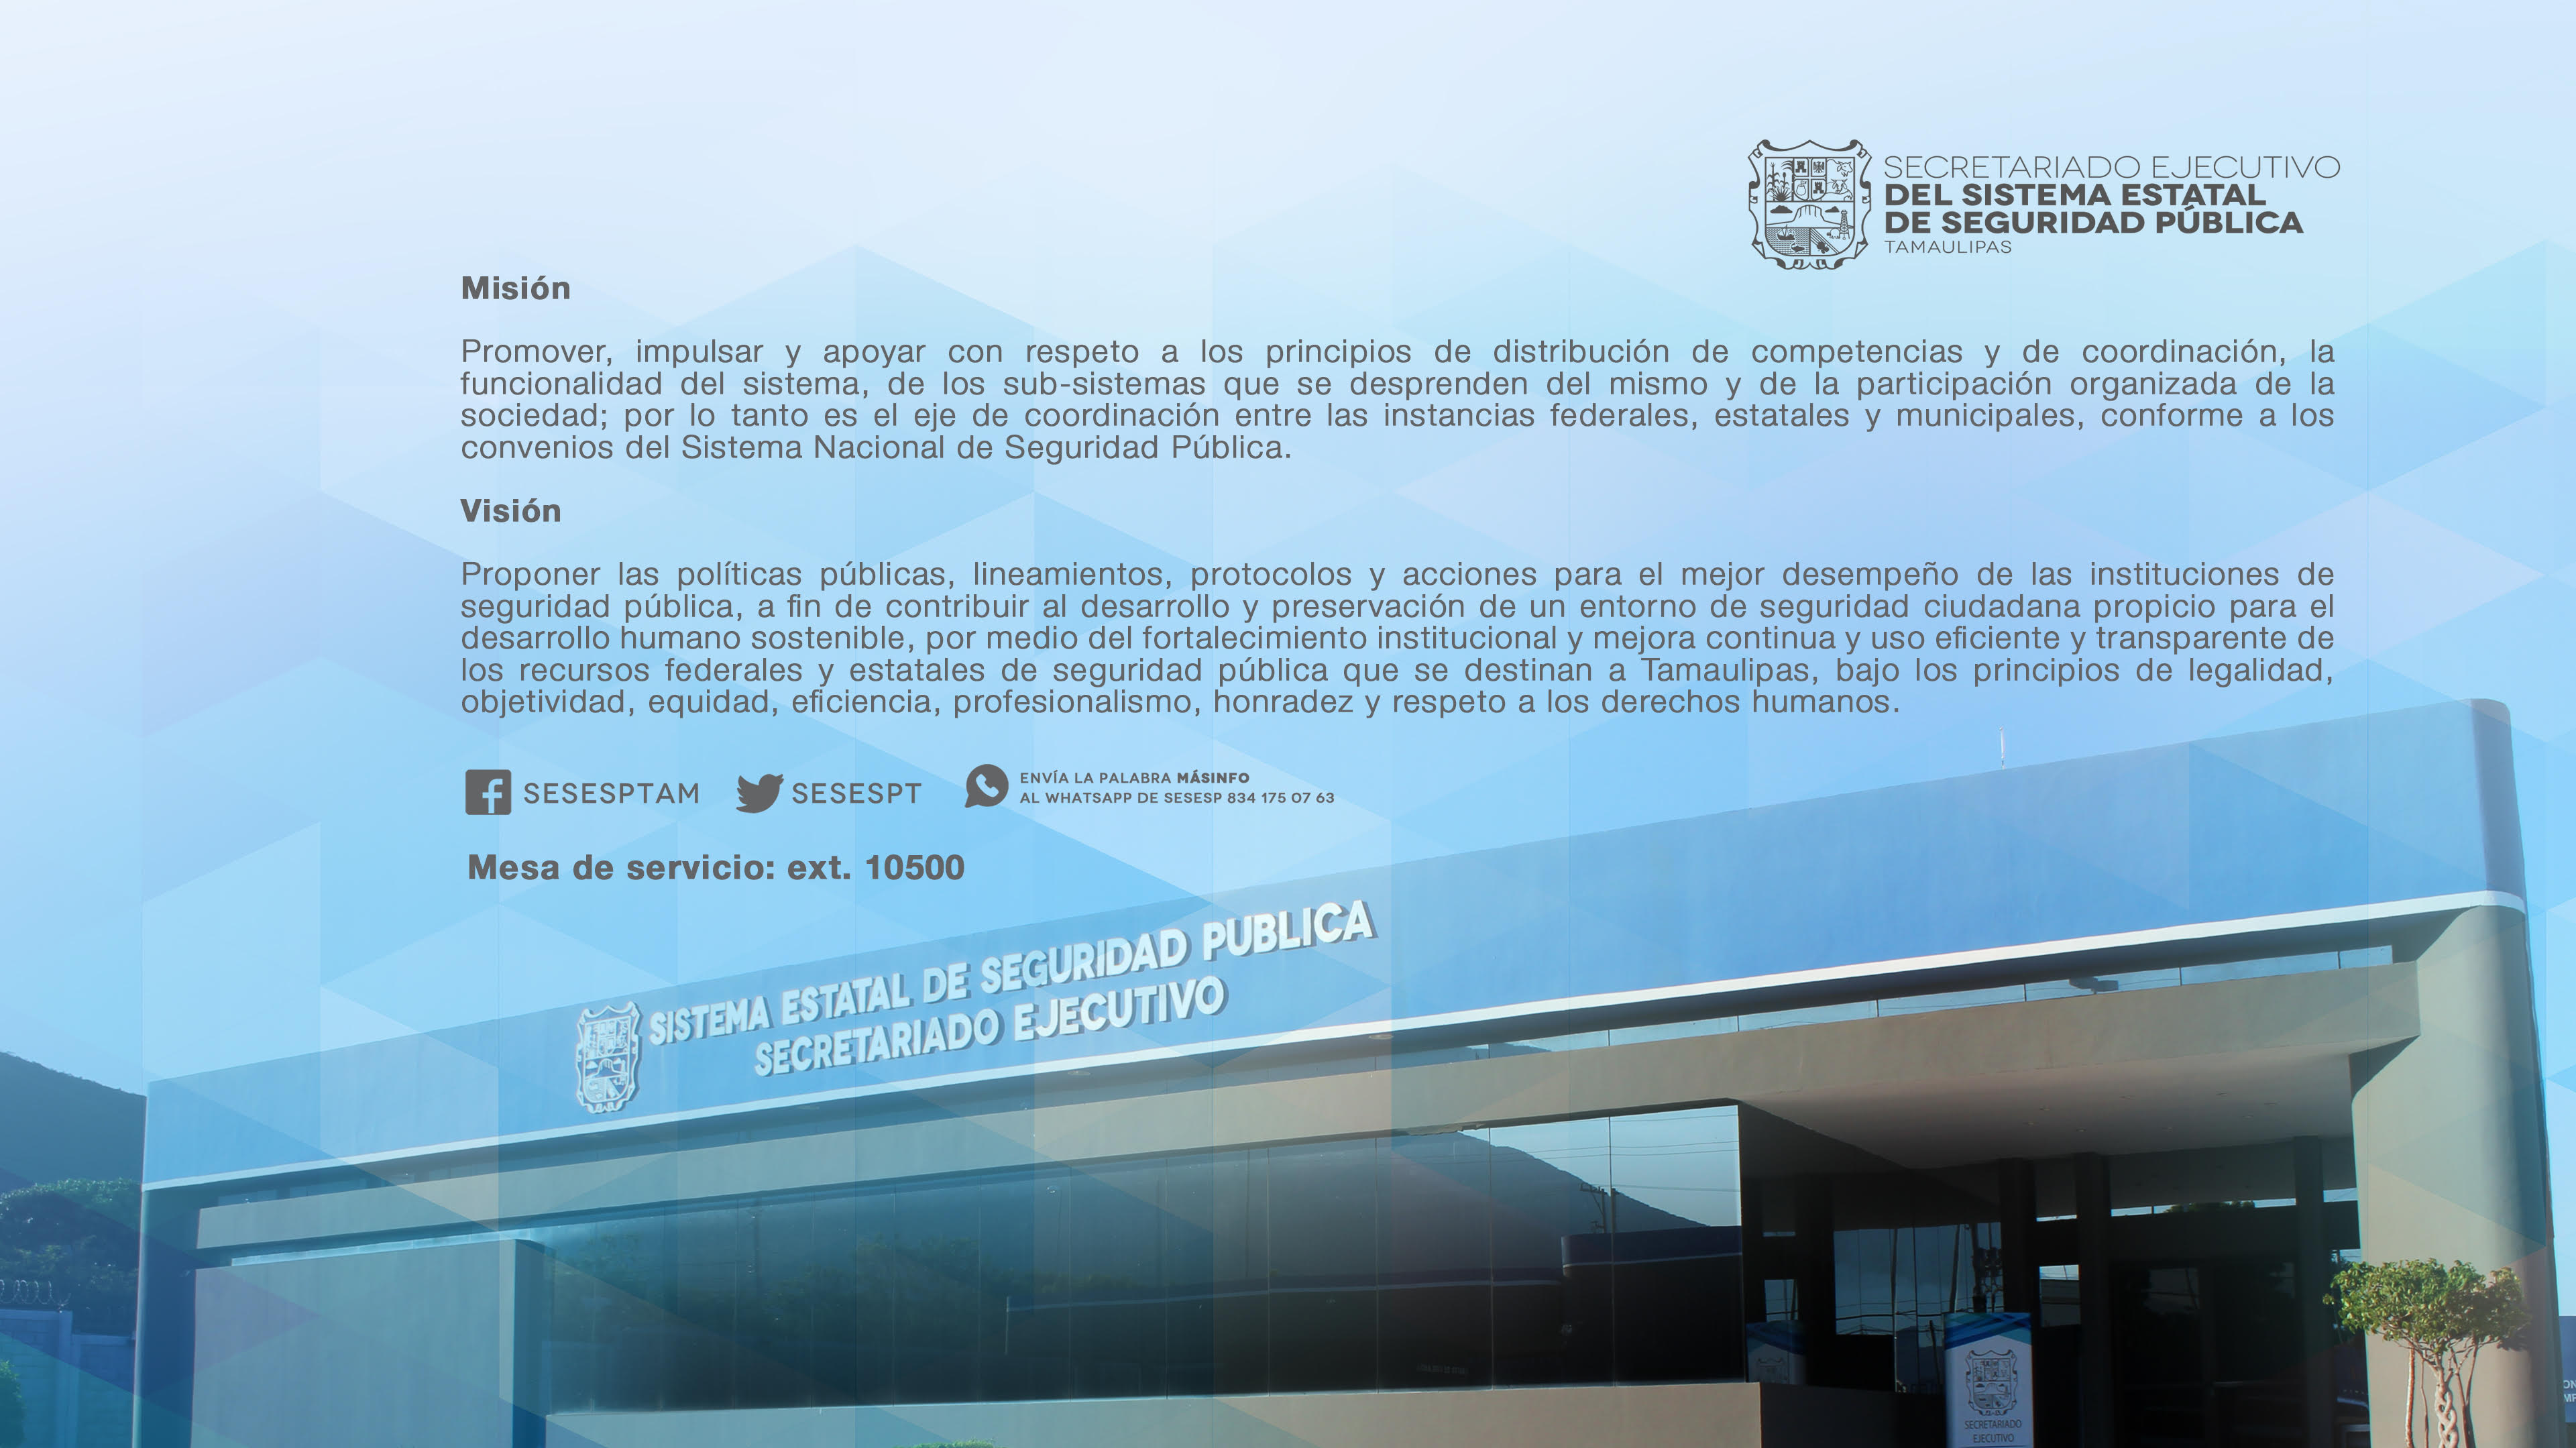 SECRETARIADO EJECUTIVO
DEL SISTEMA ESTATAL
DE SEGURIDAD PÚBLICA
TAMAULIPAS
Misión
Promover, impulsar y apoyar con respeto a los principios de distribución de competencias y de coordinación, la
funcionalidad del sistema, de los sub-sistemas que se desprenden del mismo y de la participación organizada de la
sociedad; por lo tanto es el eje de coordinación entre las instancias federales, estatales y municipales, conforme a los
convenios del Sistema Nacional de Seguridad Pública.
Visión
Proponer las políticas públicas, lineamientos, protocolos y acciones para el mejor desempeño de las instituciones de
seguridad pública, a fin de contribuir al desarrollo y preservación de un entorno de seguridad ciudadana propicio para el
desarrollo humano sostenible, por medio del fortalecimiento institucional y mejora continua y uso eficiente y transparente de
los recursos federales y estatales de seguridad pública que se destinan a Tamaulipas, bajo los principios de legalidad,
objetividad, equidad, eficiencia, profesionalismo, honradez y respeto a los derechos humanos.
SESESPTAM
SESESPT
ENVÍA LA PALABRA MÁSINFO
AL WHATSAPP DE SESESP 834 175 07 63
Mesa de servicio: ext. 10500
SISTEMA ESTATAL DE SEGURIDAD PUBLICA
SECRETARIADO EJECUTIVO
SECRETARIADO
EJECUTIVO